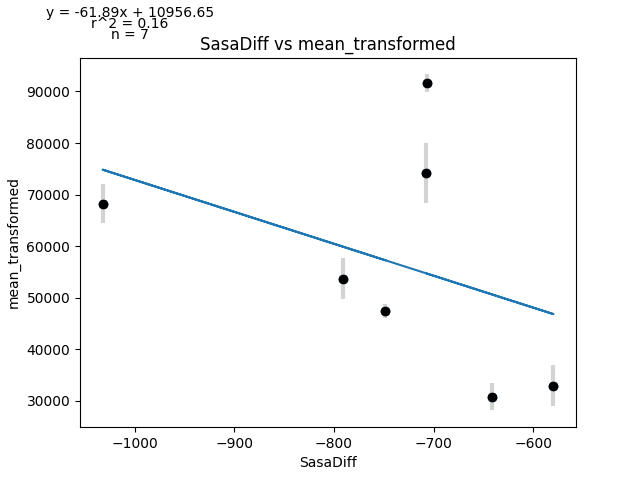 y = -61.89x + 10956.65
r^2 = 0.16
n = 7
SasaDiff vs mean_transformed
90000
80000
70000
60000
50000
40000
30000
mean_transformed
−1000
−900
−800
−700
−600
SasaDiff